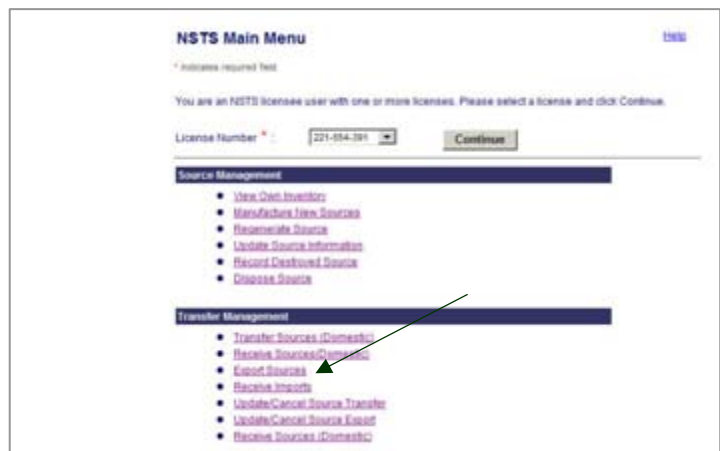 NSTS Main Menu
Help
* indicates required field
You are an NSTS licensee user with one or more licenses. Please select a license and click Continue.
License Number * : 221-554-391 Continue
Source Management
View Own Inventory
Manufacture New Sources
Regenerate Source
Update Source Information
Record Destroyed Source
Dispose Source
Transfer Management
Transfer Sources (Domestic)
Receive Sources(Domestic)
Export Sources
Receive Imports
Update/Cancel Source Transfer
Update/Cancel Source Export
Receive Sources (Domestic)